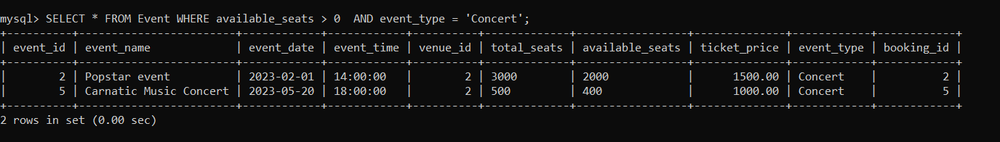 mysql> SELECT * FROM Event WHERE available_seats > 0  AND event_type = 'Concert';
+----------+----------------------+------------+------------+----------+-------------+-----------------+--------------+------------+------------+
| event_id | event_name           | event_date | event_time | venue_id | total_seats | available_seats | ticket_price | event_type | booking_id |
+----------+----------------------+------------+------------+----------+-------------+-----------------+--------------+------------+------------+
|        2 | Popstar event        | 2023-02-01 | 14:00:00   |        2 | 3000        | 2000            |      1500.00 | Concert    |          2 |
|        5 | Carnatic Music Concert | 2023-05-20 | 18:00:00   |        2 | 500         | 400             |      1000.00 | Concert    |          5 |
+----------+----------------------+------------+------------+----------+-------------+-----------------+--------------+------------+------------+
2 rows in set (0.00 sec)